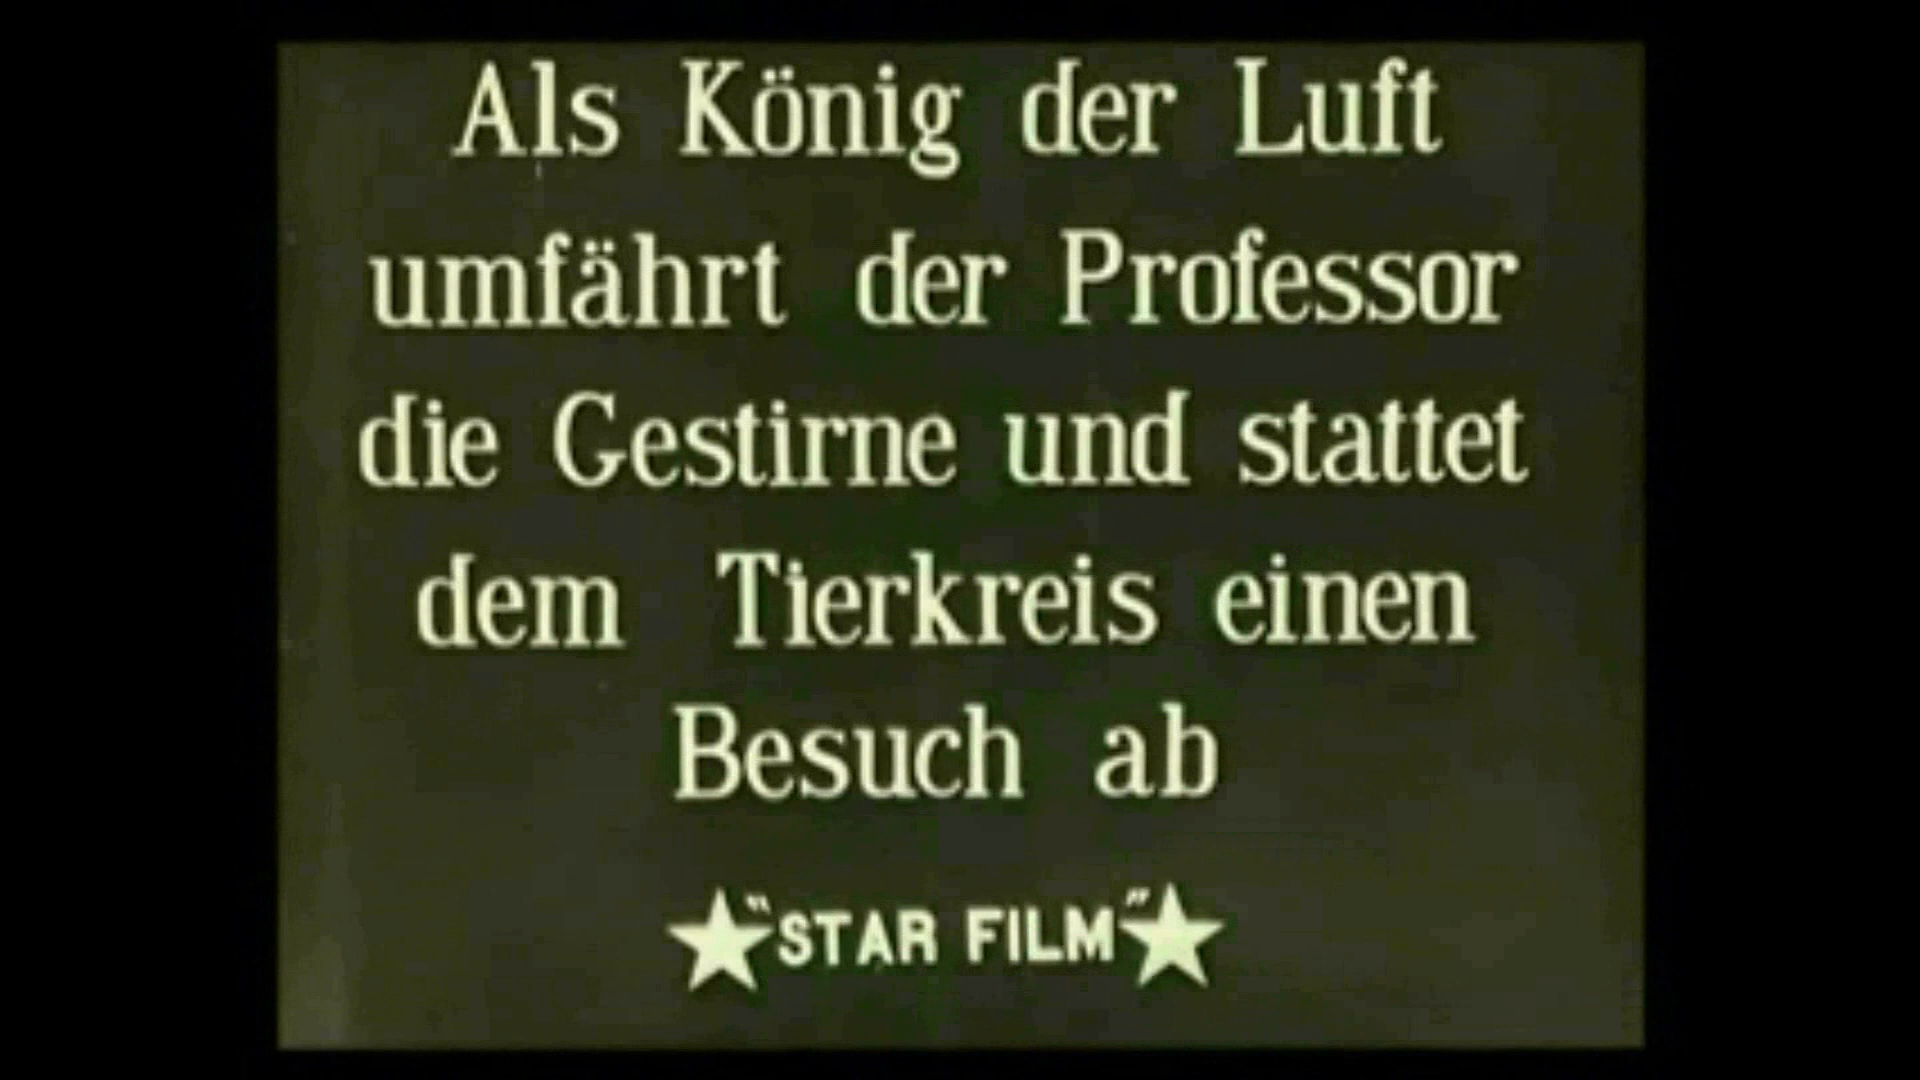 Als König der Luft
umfährt der Professor
die Gestirne und stattet
dem Tierkreis einen
Besuch ab
"STAR FILM"